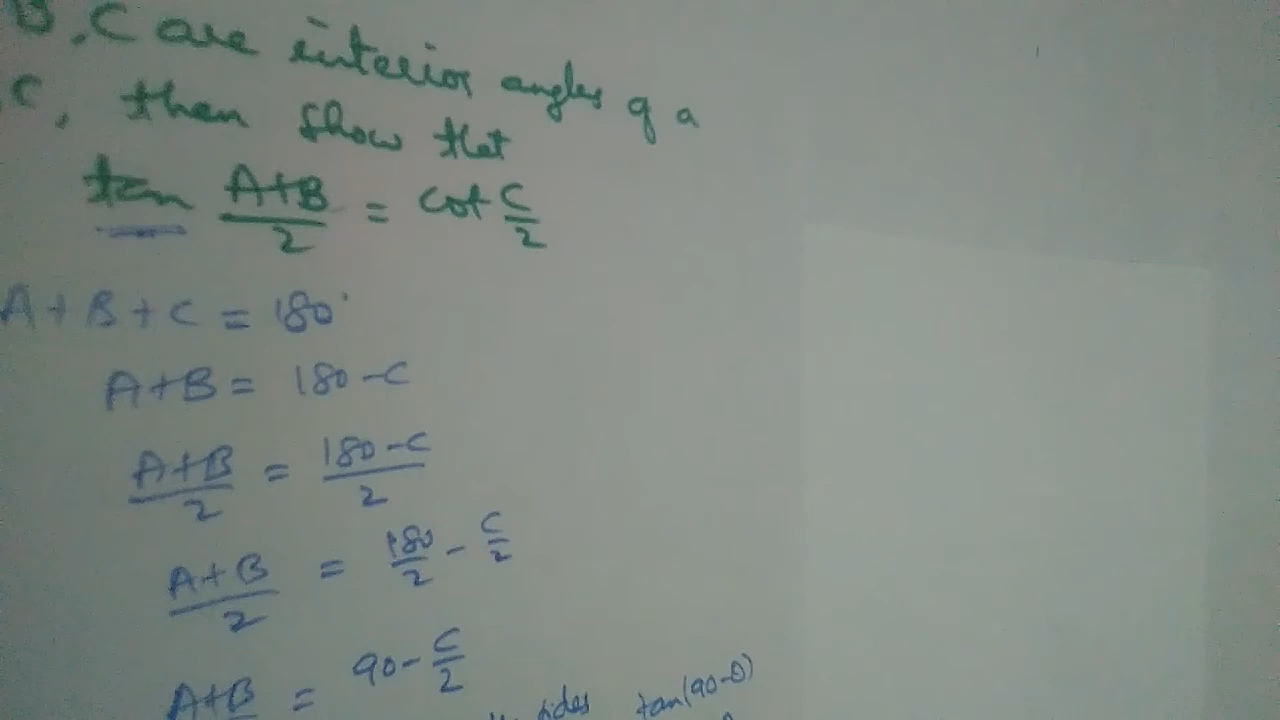 B, C are interior angles of a
C, then show that
tan A+B/2 = cot C/2
A + B + C = 180°
A+B = 180-C
A+B/2 = 180-C/2
A+B/2 = 180/2 - C/2
A+B = 90 - C/2
sides tan(90-θ)